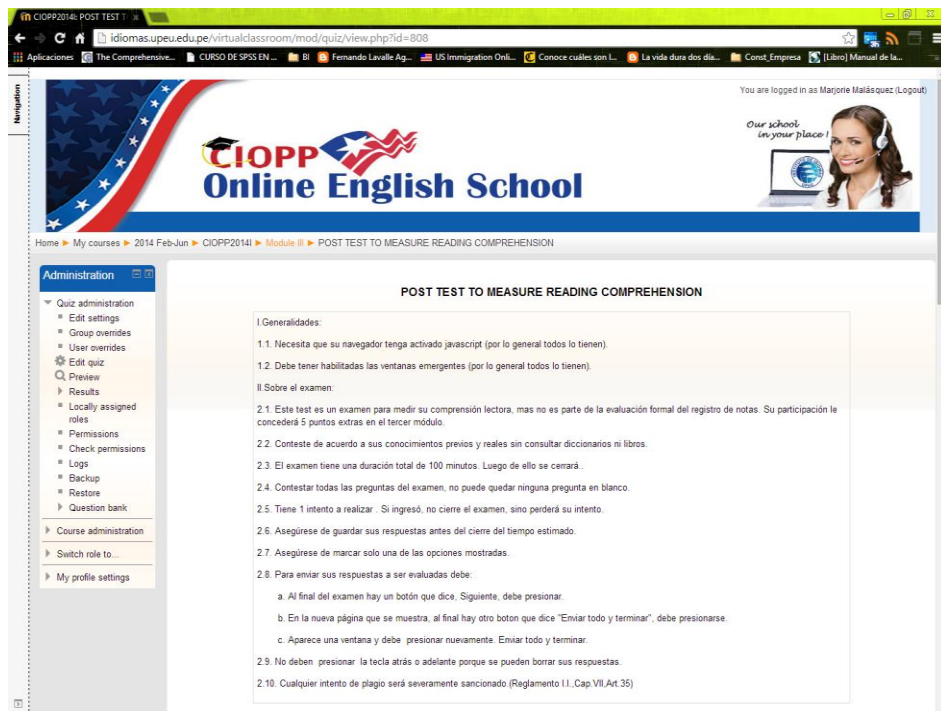 CIOPP2014I: POST TEST T
idiomas.upeu.edu.pe/virtualclassroom/mod/quiz/view.php?id=808
Aplicaciones The Comprehensive... CURSO DE SPSS EN ... BI Fernando Lavalle Ag... US Immigration Onli... Conoce cuáles son l... La vida dura dos día... Const_Empresa [Libro] Manual de la...
Navigation
You are logged in as Marjorie Malásquez (Logout)
Our school
in your place !
CIOPP
Online English School
Home ► My courses ► 2014 Feb-Jun ► CIOPP2014I ► Module III ► POST TEST TO MEASURE READING COMPREHENSION
Administration
Quiz administration
Edit settings
Group overrides
User overrides
Edit quiz
Preview
Results
Locally assigned
roles
Permissions
Check permissions
Logs
Backup
Restore
Question bank
Course administration
Switch role to...
My profile settings
POST TEST TO MEASURE READING COMPREHENSION
I.Generalidades:
1.1. Necesita que su navegador tenga activado javascript (por lo general todos lo tienen).
1.2. Debe tener habilitadas las ventanas emergentes (por lo general todos lo tienen).
II.Sobre el examen:
2.1. Este test es un examen para medir su comprensión lectora, mas no es parte de la evaluación formal del registro de notas. Su participación le
concederá 5 puntos extras en el tercer módulo.
2.2. Conteste de acuerdo a sus conocimientos previos y reales sin consultar diccionarios ni libros.
2.3. El examen tiene una duración total de 100 minutos. Luego de ello se cerrará..
2.4. Contestar todas las preguntas del examen, no puede quedar ninguna pregunta en blanco.
2.5. Tiene 1 intento a realizar . Si ingresó, no cierre el examen, sino perderá su intento.
2.6. Asegúrese de guardar sus respuestas antes del cierre del tiempo estimado.
2.7. Asegúrese de marcar solo una de las opciones mostradas.
2.8. Para enviar sus respuestas a ser evaluadas debe:
a. Al final del examen hay un botón que dice, Siguiente, debe presionar.
b. En la nueva página que se muestra, al final hay otro boton que dice "Enviar todo y terminar", debe presionarse.
c. Aparece una ventana y debe presionar nuevamente. Enviar todo y terminar.
2.9. No deben presionar la tecla atrás o adelante porque se pueden borrar sus respuestas.
2.10. Cualquier intento de plagio será severamente sancionado.(Reglamento I.I.,Cap.VII,Art.35)